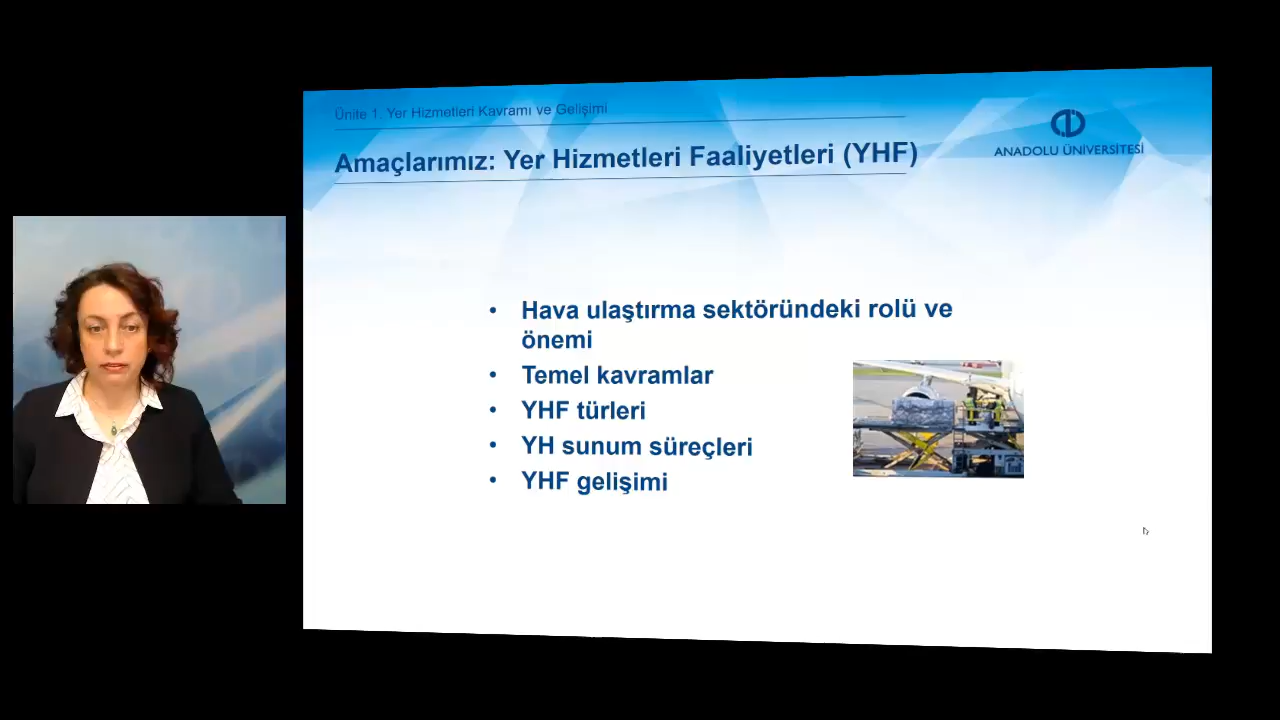 Ünite 1. Yer Hizmetleri Kavramı ve Gelişimi
Amaçlarımız: Yer Hizmetleri Faaliyetleri (YHF)
ANADOLU ÜNİVERSİTESİ
• Hava ulaştırma sektöründeki rolü ve
önemi
• Temel kavramlar
• YHF türleri
• YH sunum süreçleri
• YHF gelişimi